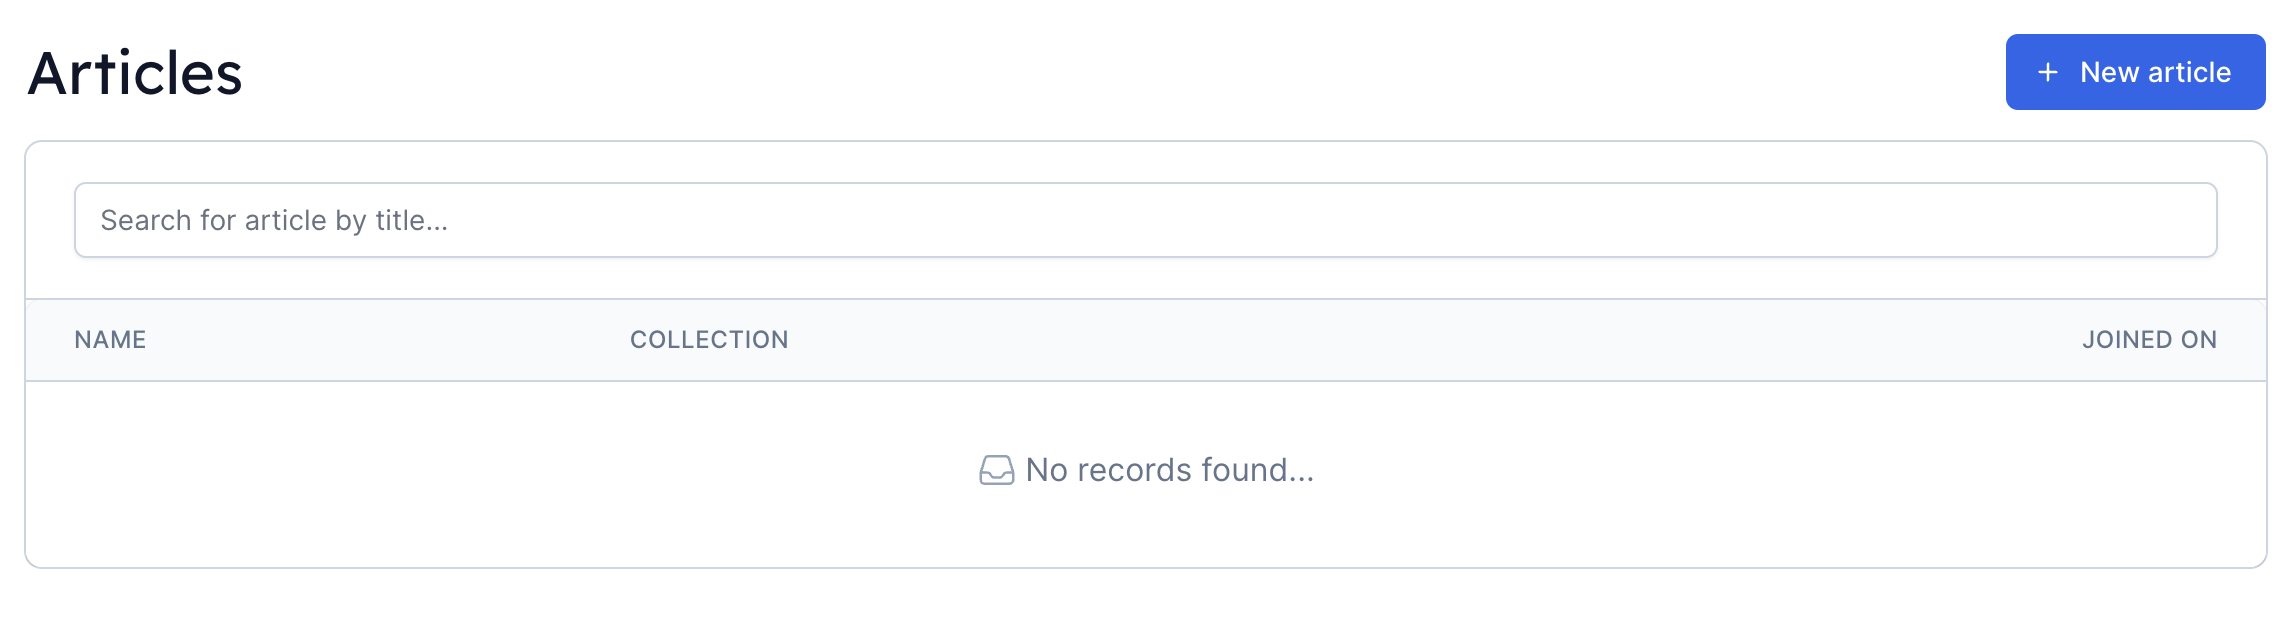 Articles
+ New article
Search for article by title...
NAME COLLECTION JOINED ON
No records found...